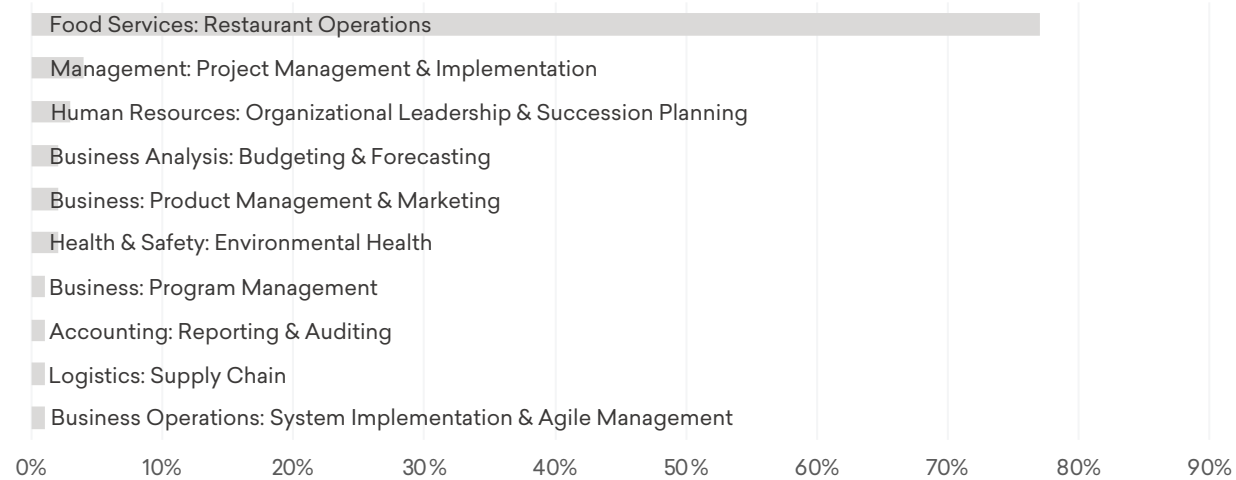 Food Services: Restaurant Operations
Management: Project Management & Implementation
Human Resources: Organizational Leadership & Succession Planning
Business Analysis: Budgeting & Forecasting
Business: Product Management & Marketing
Health & Safety: Environmental Health
Business: Program Management
Accounting: Reporting & Auditing
Logistics: Supply Chain
Business Operations: System Implementation & Agile Management
0% 10% 20% 30% 40% 50% 60% 70% 80% 90%